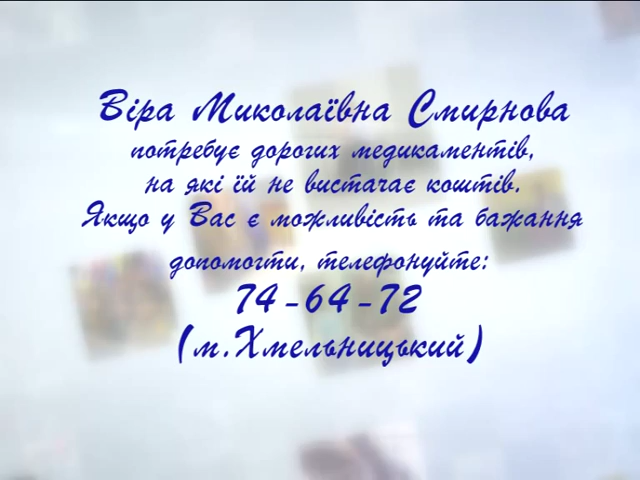 Віра Миколаївна Смирнова
потребує дорогих медикаментів,
на які їй не вистачає коштів.
Якщо у Вас є можливість та бажання
допомогти, телефонуйте:
74-64-72
(м.Хмельницький)